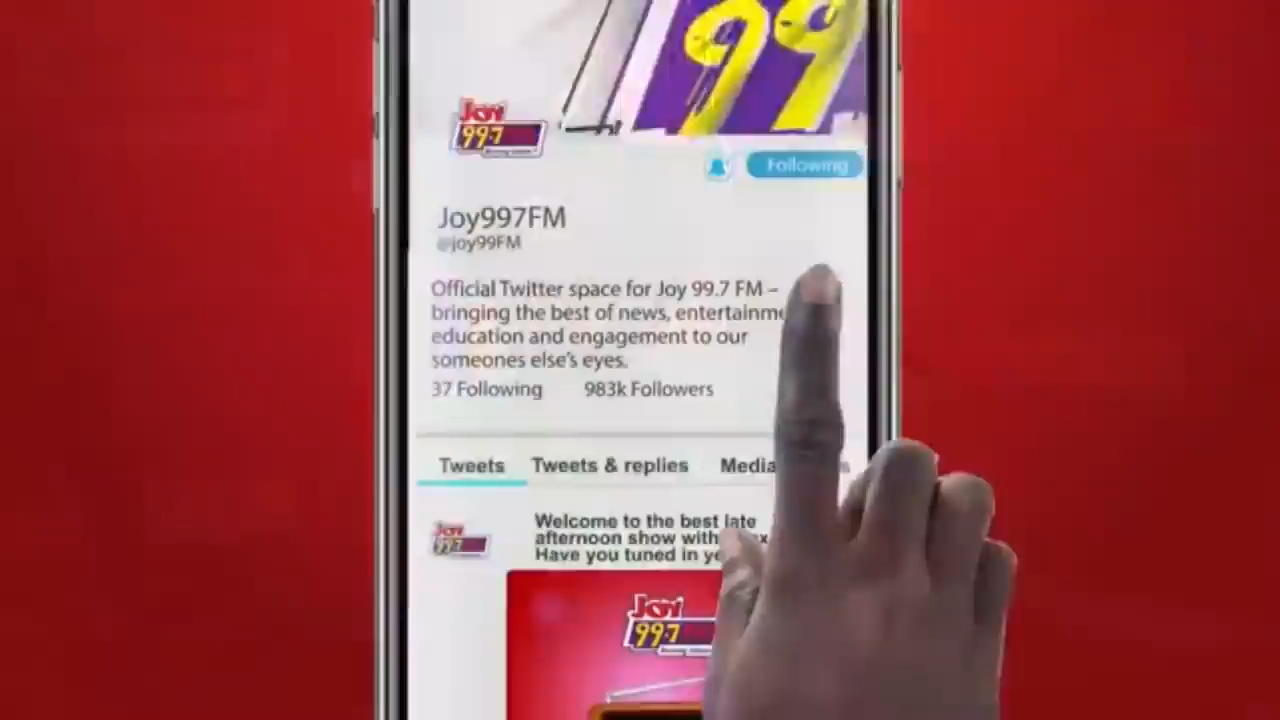 99
Joy
99.7
Following
Joy997FM
@joy99FM
Official Twitter space for Joy 99.7 FM –
bringing the best of news, entertainme
education and engagement to our
someones else's eyes.
37 Following 983k Followers
Tweets Tweets & replies Media
Joy
99.7
Welcome to the best late
afternoon show with
Have you tuned in ye
Joy
99.7